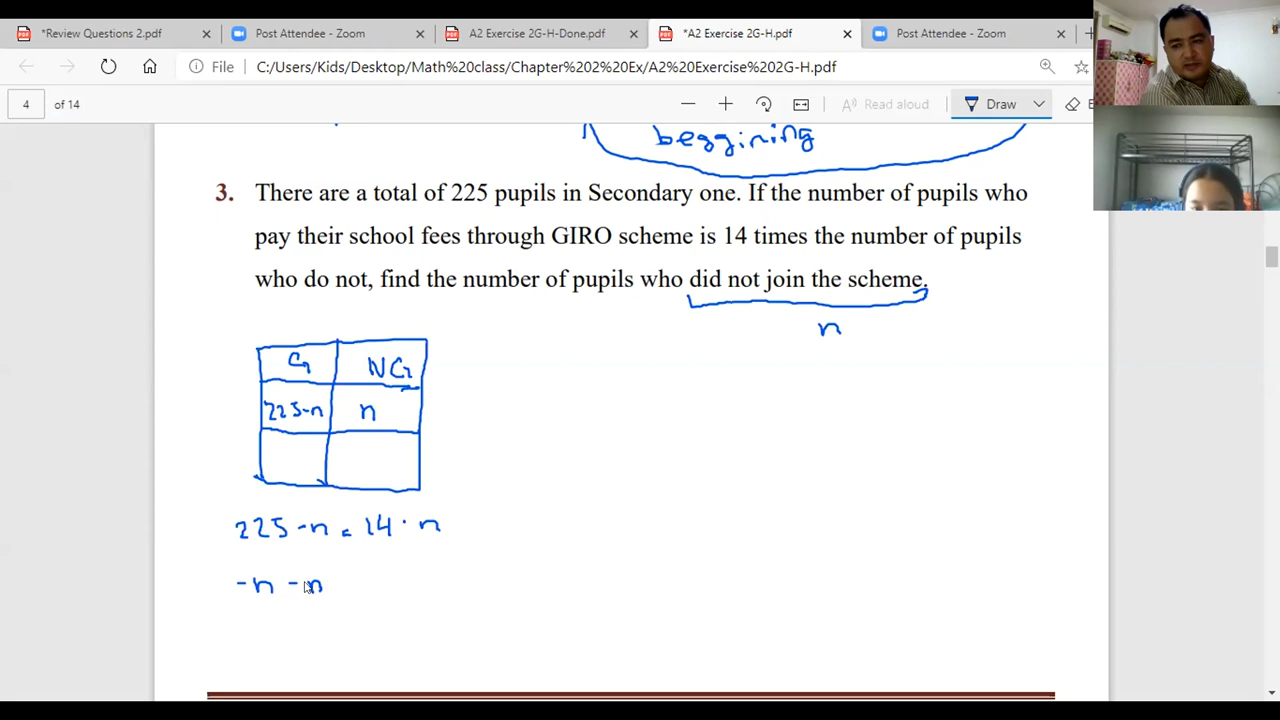 *Review Questions 2.pdf
Post Attendee - Zoom
A2 Exercise 2G-H-Done.pdf
*A2 Exercise 2G-H.pdf
Post Attendee - Zoom
File C:/Users/Kids/Desktop/Math%20class/Chapter%202%20Ex/A2%20Exercise%202G-H.pdf
4 of 14
Read aloud
Draw
beggining
3. There are a total of 225 pupils in Secondary one. If the number of pupils who
pay their school fees through GIRO scheme is 14 times the number of pupils
who do not, find the number of pupils who did not join the scheme.
n
G NG
225-n n
225-n = 14 · n
-n -n